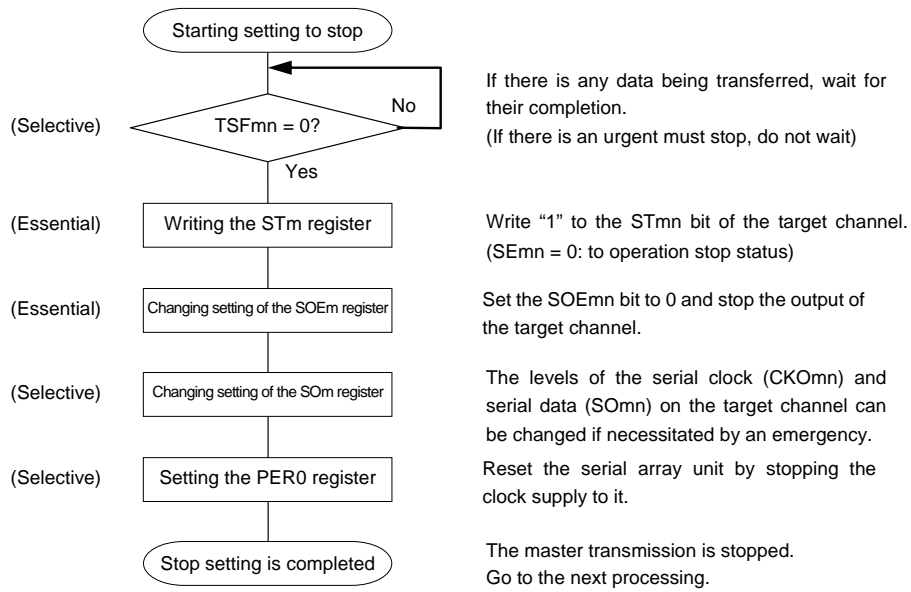 Starting setting to stop
No
If there is any data being transferred, wait for
their completion.
(If there is an urgent must stop, do not wait)
(Selective)
TSFmn = 0?
Yes
(Essential)
Writing the STm register
Write “1” to the STmn bit of the target channel.
(SEmn = 0: to operation stop status)
(Essential)
Changing setting of the SOEm register
Set the SOEmn bit to 0 and stop the output of
the target channel.
(Selective)
Changing setting of the SOm register
The levels of the serial clock (CKOmn) and
serial data (SOmn) on the target channel can
be changed if necessitated by an emergency.
(Selective)
Setting the PER0 register
Reset the serial array unit by stopping the
clock supply to it.
Stop setting is completed
The master transmission is stopped.
Go to the next processing.